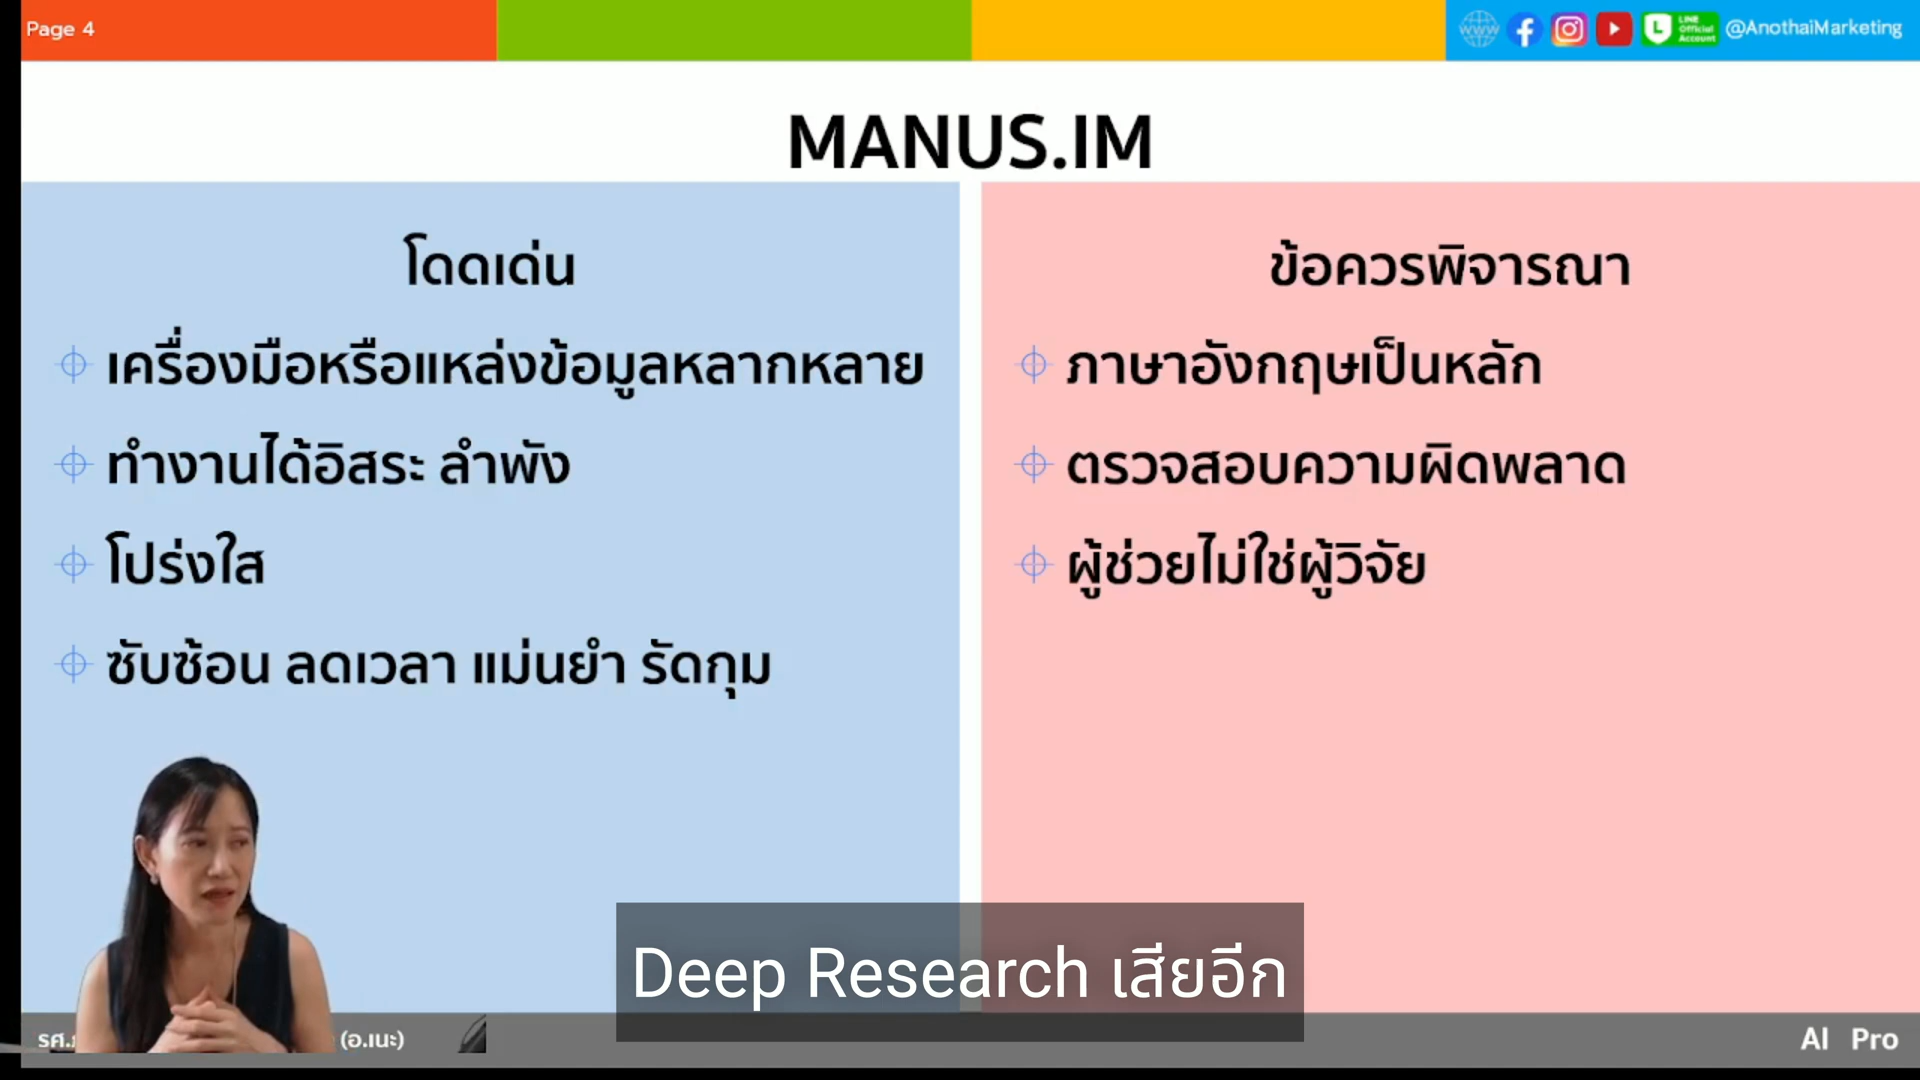 Page 4
www
LINE
Official
Account
@AnothaiMarketing
MANUS.IM
โดดเด่น
เครื่องมือหรือแหล่งข้อมูลหลากหลาย
ทำงานได้อิสระ ลำพัง
โปร่งใส
ซับซ้อน ลดเวลา แม่นยำ รัดกุม
ข้อควรพิจารณา
ภาษาอังกฤษเป็นหลัก
ตรวจสอบความผิดพลาด
ผู้ช่วยไม่ใช่ผู้วิจัย
Deep Research เสียอีก
รศ. (อ.เนะ)
AI Pro